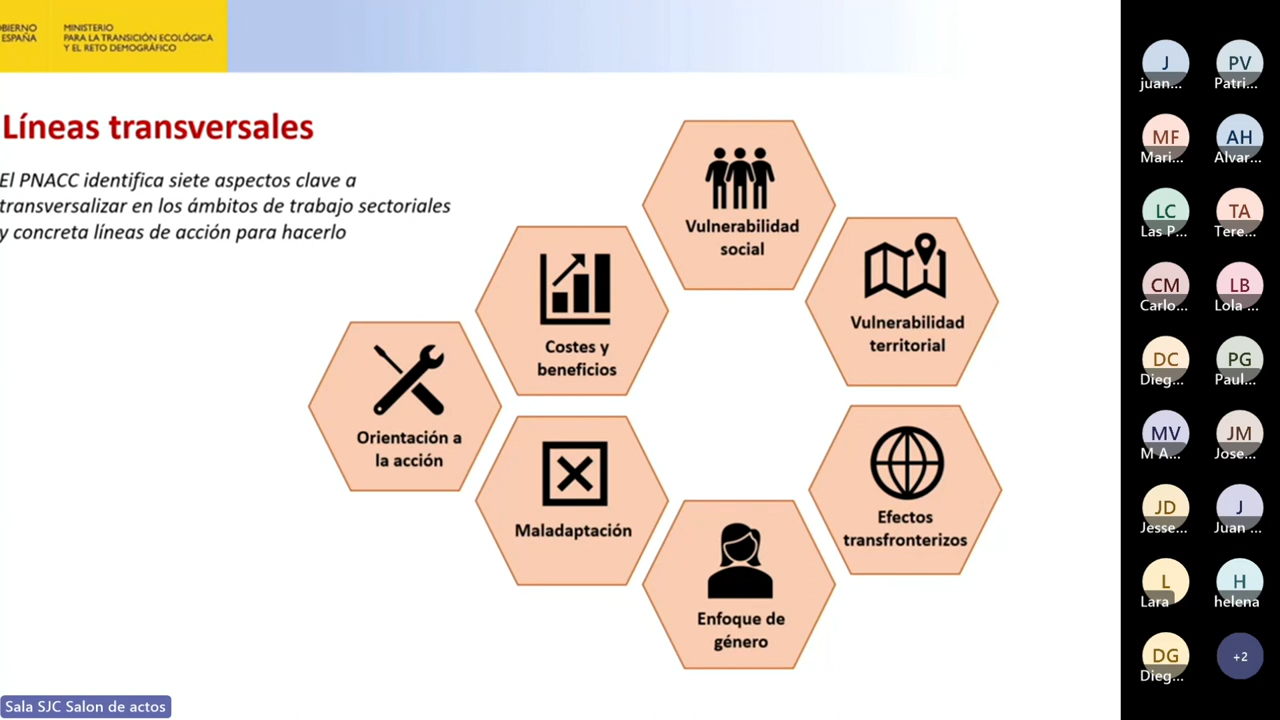 OBIERNO
ESPAÑA
MINISTERIO
PARA LA TRANSICIÓN ECOLÓGICA
Y EL RETO DEMOGRÁFICO
Líneas transversales
El PNACC identifica siete aspectos clave a
transversalizar en los ámbitos de trabajo sectoriales
y concreta líneas de acción para hacerlo
Vulnerabilidad
social
Vulnerabilidad
territorial
Costes y
beneficios
Orientación a
la acción
Maladaptación
Efectos
transfronterizos
Enfoque de
género
Sala SJC Salon de actos
J
juan...
PV
Patri...
MF
Mari...
AH
Alvar...
LC
Las P...
TA
Tere...
CM
Carlo...
LB
Lola ...
DC
Dieg...
PG
Paul...
MV
M A...
JM
Jose...
JD
Jesse...
J
Juan ...
L
Lara
H
helena
DG
Dieg...
+2